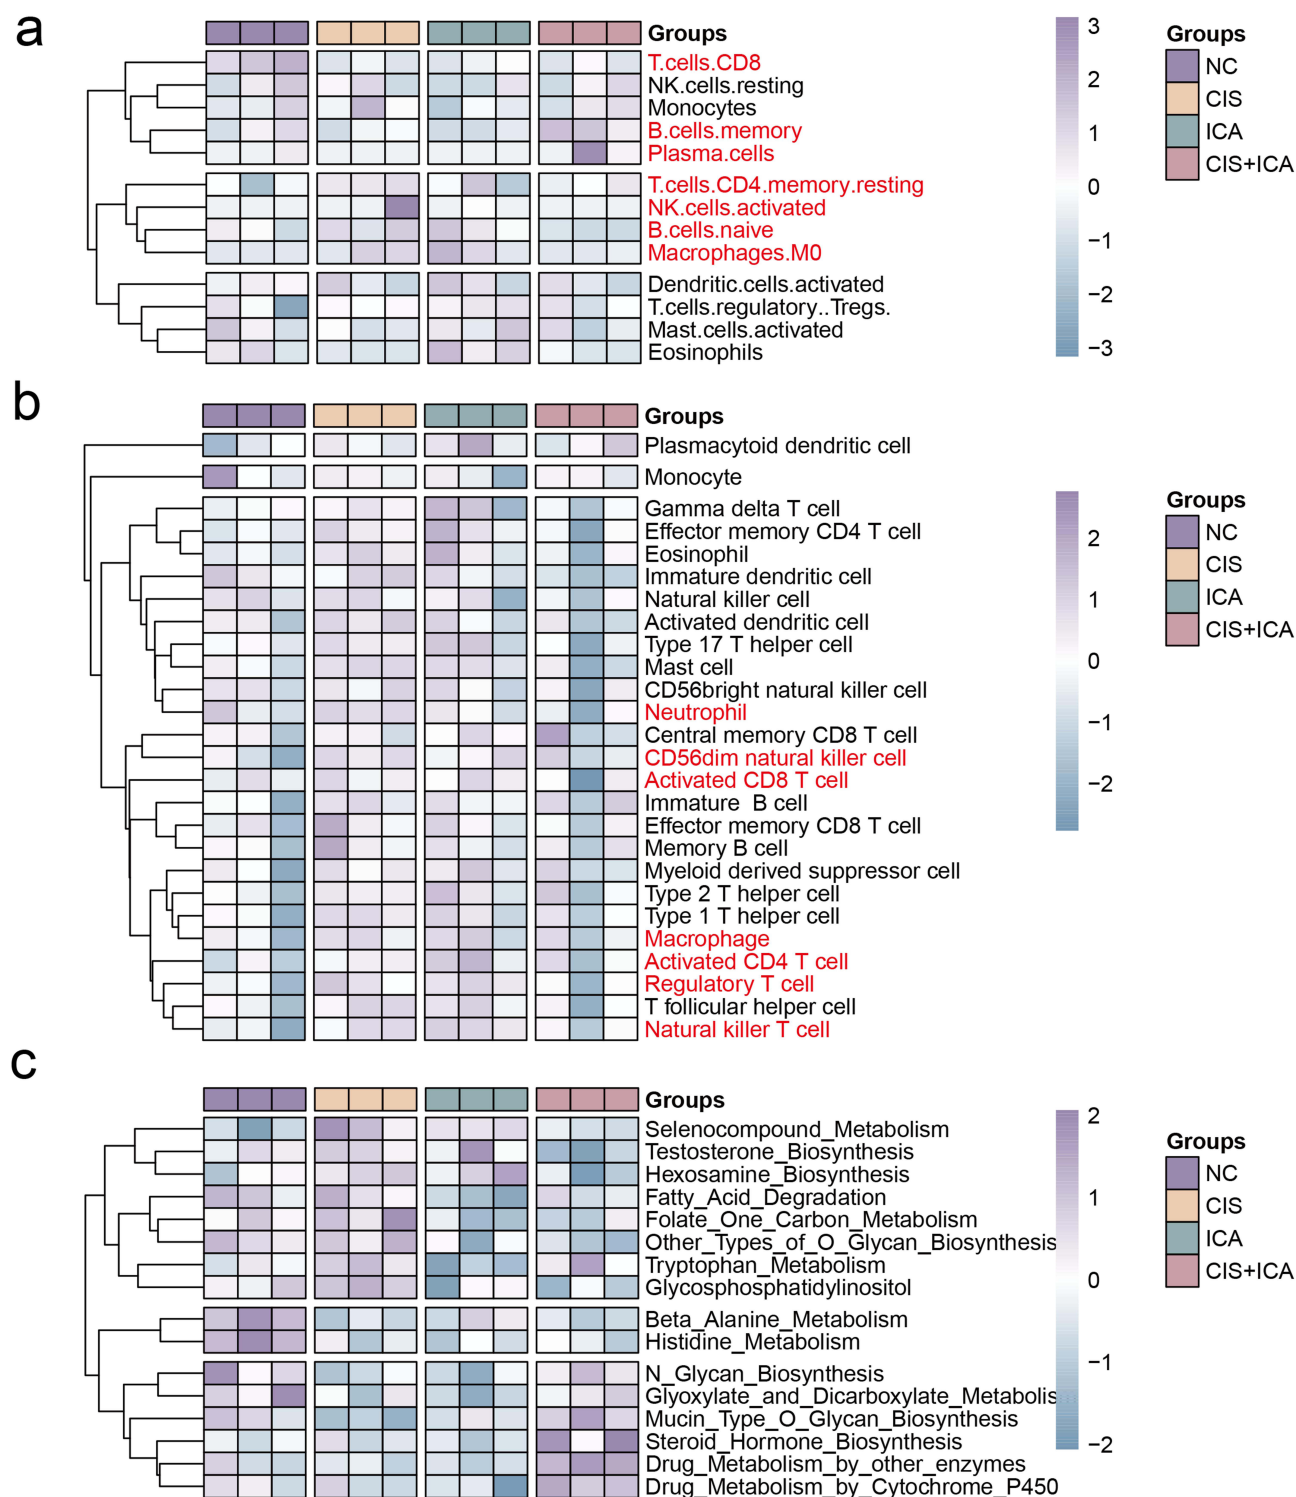 a
Groups
T.cells.CD8
NK.cells.resting
Monocytes
B.cells.memory
Plasma.cells
T.cells.CD4.memory.resting
NK.cells.activated
B.cells.naive
Macrophages.M0
Dendritic.cells.activated
T.cells.regulatory..Tregs.
Mast.cells.activated
Eosinophils
3
2
1
0
−1
−2
−3
Groups
NC
CIS
ICA
CIS+ICA
b
Groups
Plasmacytoid dendritic cell
Monocyte
Gamma delta T cell
Effector memory CD4 T cell
Eosinophil
Immature dendritic cell
Natural killer cell
Activated dendritic cell
Type 17 T helper cell
Mast cell
CD56bright natural killer cell
Neutrophil
Central memory CD8 T cell
CD56dim natural killer cell
Activated CD8 T cell
Immature  B cell
Effector memory CD8 T cell
Memory B cell
Myeloid derived suppressor cell
Type 2 T helper cell
Type 1 T helper cell
Macrophage
Activated CD4 T cell
Regulatory T cell
T follicular helper cell
Natural killer T cell
2
1
0
−1
−2
Groups
NC
CIS
ICA
CIS+ICA
c
Groups
Selenocompound_Metabolism
Testosterone_Biosynthesis
Hexosamine_Biosynthesis
Fatty_Acid_Degradation
Folate_One_Carbon_Metabolism
Other_Types_of_O_Glycan_Biosynthesis
Tryptophan_Metabolism
Glycosphosphatidylinositol
Beta_Alanine_Metabolism
Histidine_Metabolism
N_Glycan_Biosynthesis
Glyoxylate_and_Dicarboxylate_Metabolis
Mucin_Type_O_Glycan_Biosynthesis
Steroid_Hormone_Biosynthesis
Drug_Metabolism_by_other_enzymes
Drug_Metabolism_by_Cytochrome_P450
2
1
0
−1
−2
Groups
NC
CIS
ICA
CIS+ICA